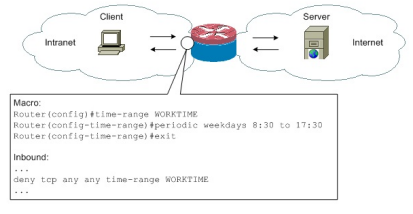 Client
Server
Intranet
Internet
Macro:
Router(config)#time-range WORKTIME
Router(config-time-range)#periodic weekdays 8:30 to 17:30
Router(config-time-range)#exit
Inbound:
...
deny tcp any any time-range WORKTIME
...